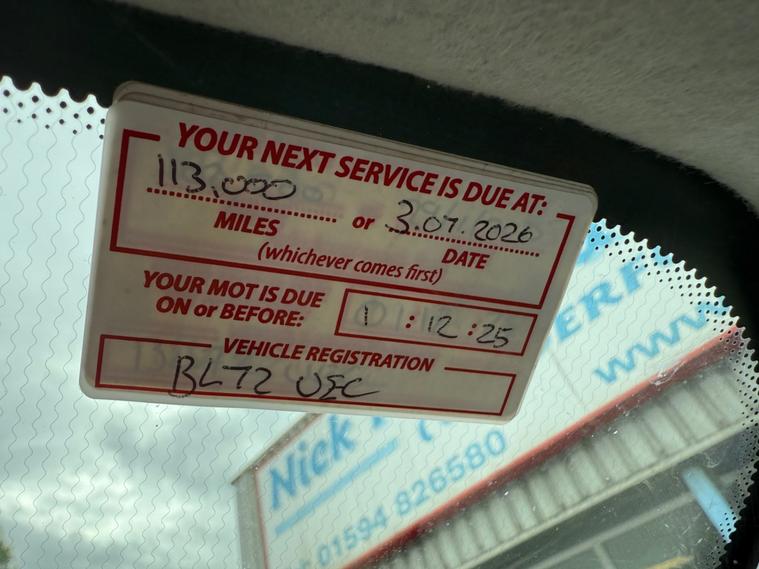 YOUR NEXT SERVICE IS DUE AT:
113.000 or 3.07.2026
MILES DATE
(whichever comes first)
YOUR MOT IS DUE
ON or BEFORE:
1 : 12 : 25
VEHICLE REGISTRATION
BL72 UEC
WWW
Nick
01594 826580